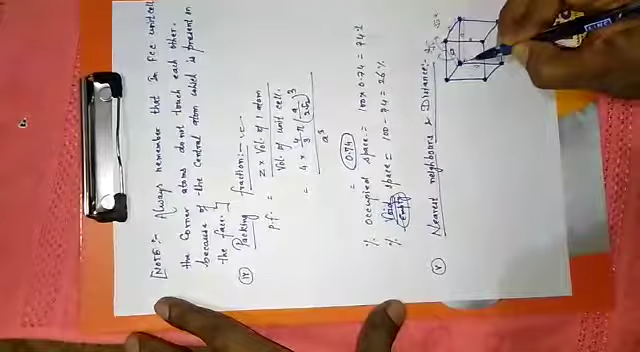 [NOTE:- Always remember that In FCC unit cell
the corner atoms do not touch each other.
because of the central atom called is present on
the face.]
(iv) Packing fraction:-
P.f. = Z × Vol. of 1 atom / Vol. of unit cell.
= 4 × 4/3 π (a/2√2)³ / a³
= 0.74
% occupied space = 100 × 0.74 = 74%
% Void space = 100 - 74 = 26%
(empty)
(v) Nearest neighbours & Distance:-